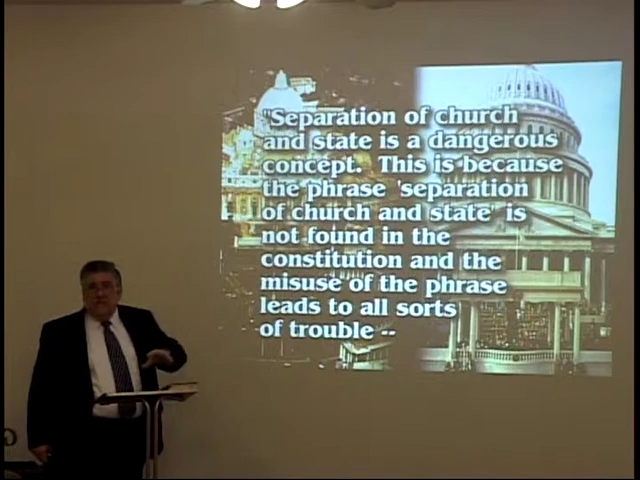 "Separation of church
and state is a dangerous
concept. This is because
the phrase 'separation
of church and state' is
not found in the
constitution and the
misuse of the phrase
leads to all sorts
of trouble --